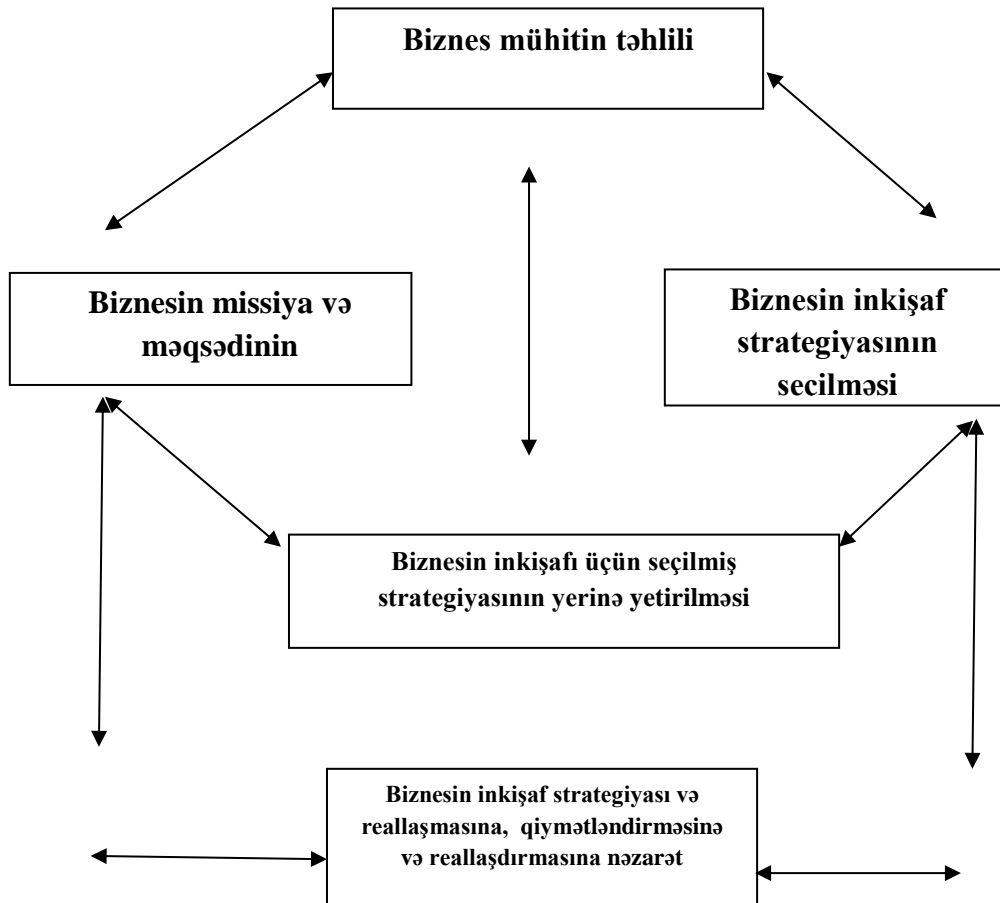 Biznes mühitin təhlili
Biznesin missiya və
məqsədinin
Biznesin inkişaf
strategiyasının
secilməsi
Biznesin inkişafı üçün seçilmiş
strategiyasının yerinə yetirilməsi
Biznesin inkişaf strategiyası və
reallaşmasına, qiymətləndirməsinə
və reallaşdırmasına nəzarət